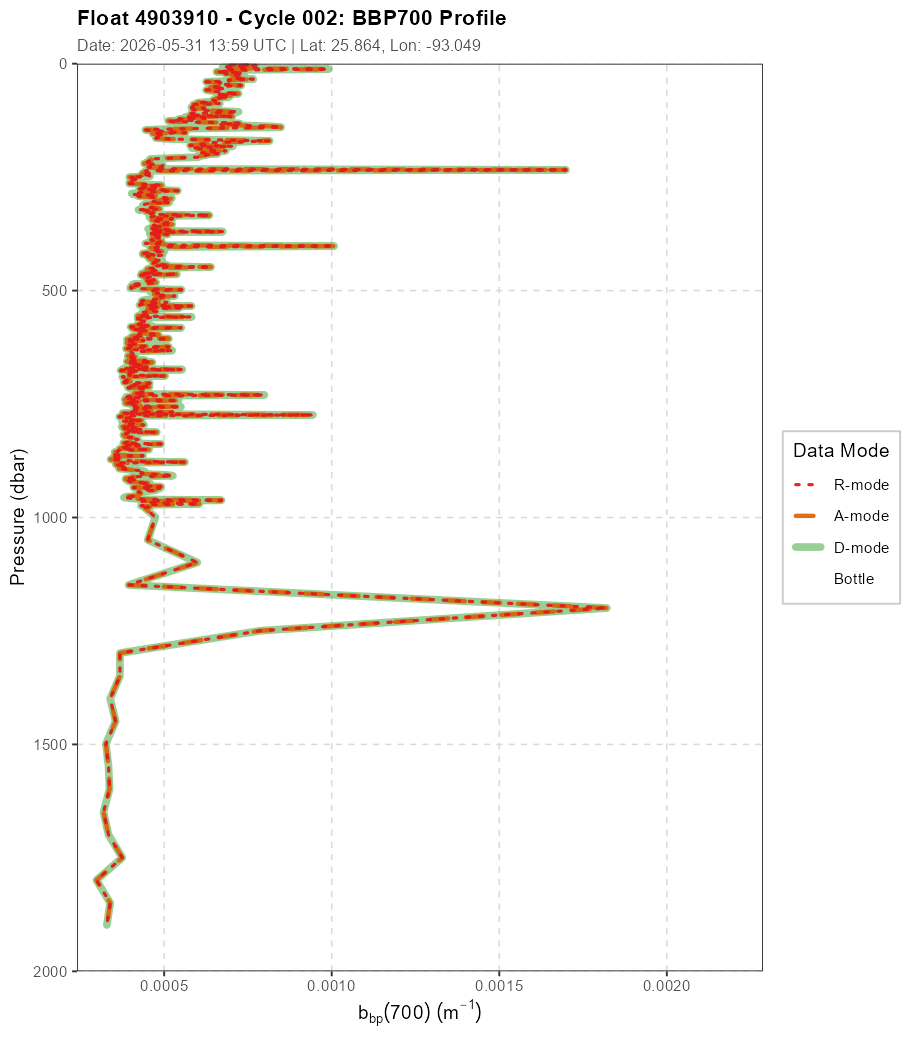 Float 4903910 - Cycle 002: BBP700 Profile
Date: 2026-05-31 13:59 UTC | Lat: 25.864, Lon: -93.049
0
500
1000
1500
2000
Pressure (dbar)
0.0005
0.0010
0.0015
0.0020
b_bp(700) (m⁻¹)
Data Mode
R-mode
A-mode
D-mode
Bottle